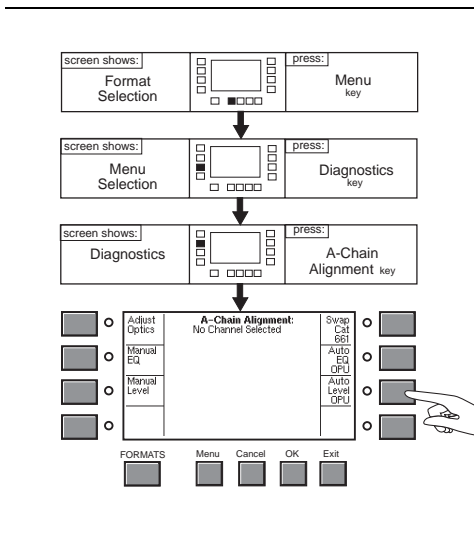 screen shows:
Format
Selection
press:
Menu
key
screen shows:
Menu
Selection
press:
Diagnostics
key
screen shows:
Diagnostics
press:
A-Chain
Alignment key
Adjust
Optics
Manual
EQ
Manual
Level
A-Chain Alignment:
No Channel Selected
Swap
Cat
661
Auto
EQ
OPU
Auto
Level
OPU
FORMATS
Menu
Cancel
OK
Exit